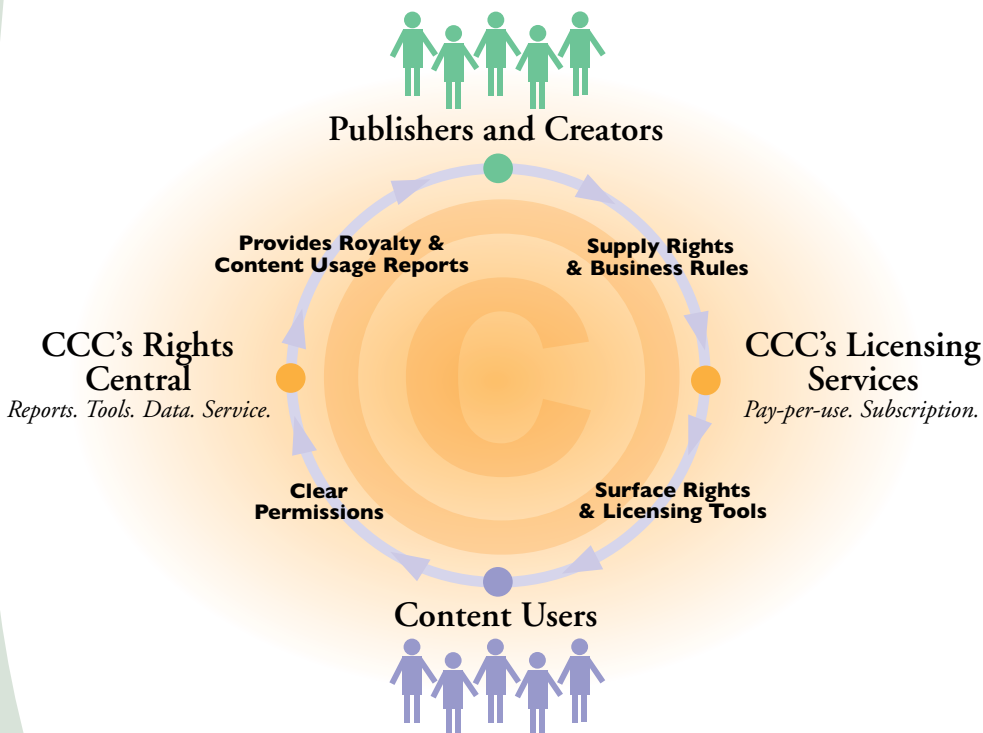 Publishers and Creators
Provides Royalty &
Content Usage Reports
Supply Rights
& Business Rules
CCC's Rights
Central
Reports. Tools. Data. Service.
C
CCC's Licensing
Services
Pay-per-use. Subscription.
Clear
Permissions
Surface Rights
& Licensing Tools
Content Users